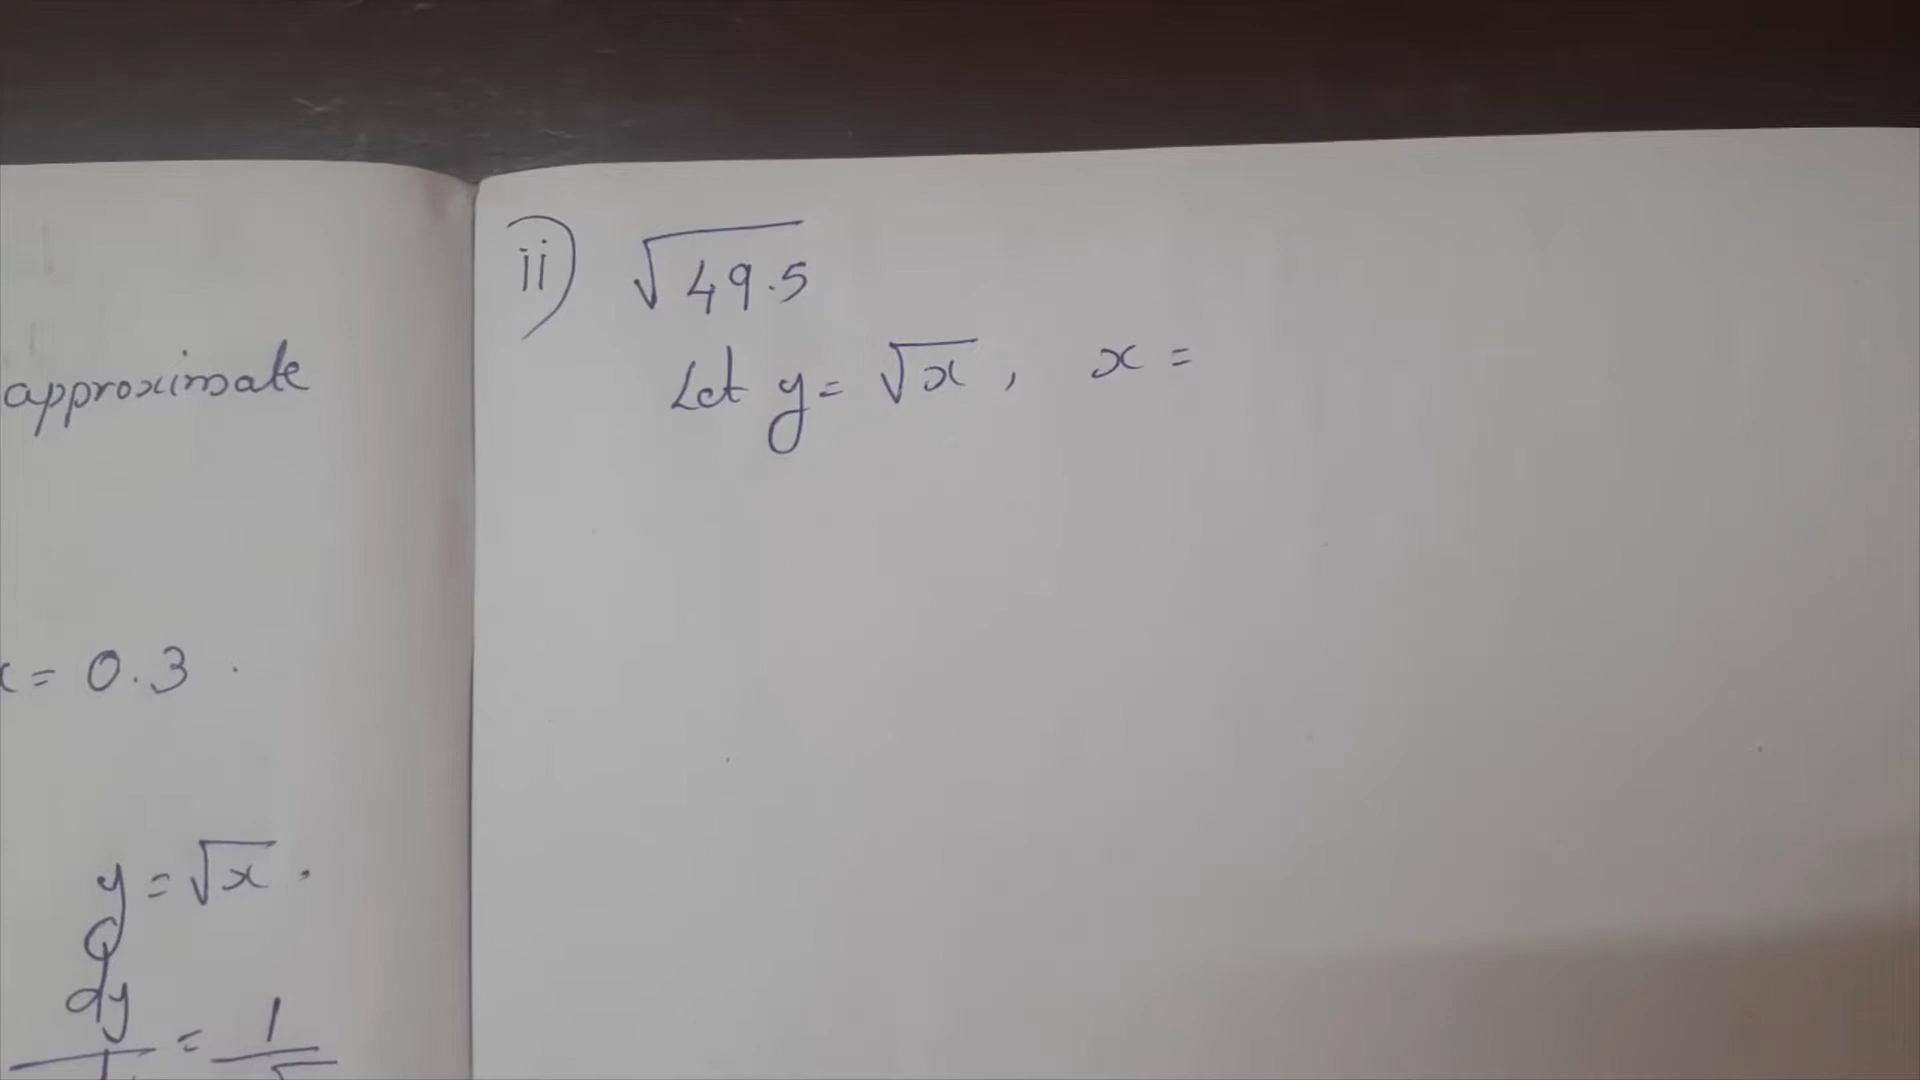 approximate
x = 0.3 .
y = √x .
dy
= 1
ii) √49.5
Let y = √x , x =